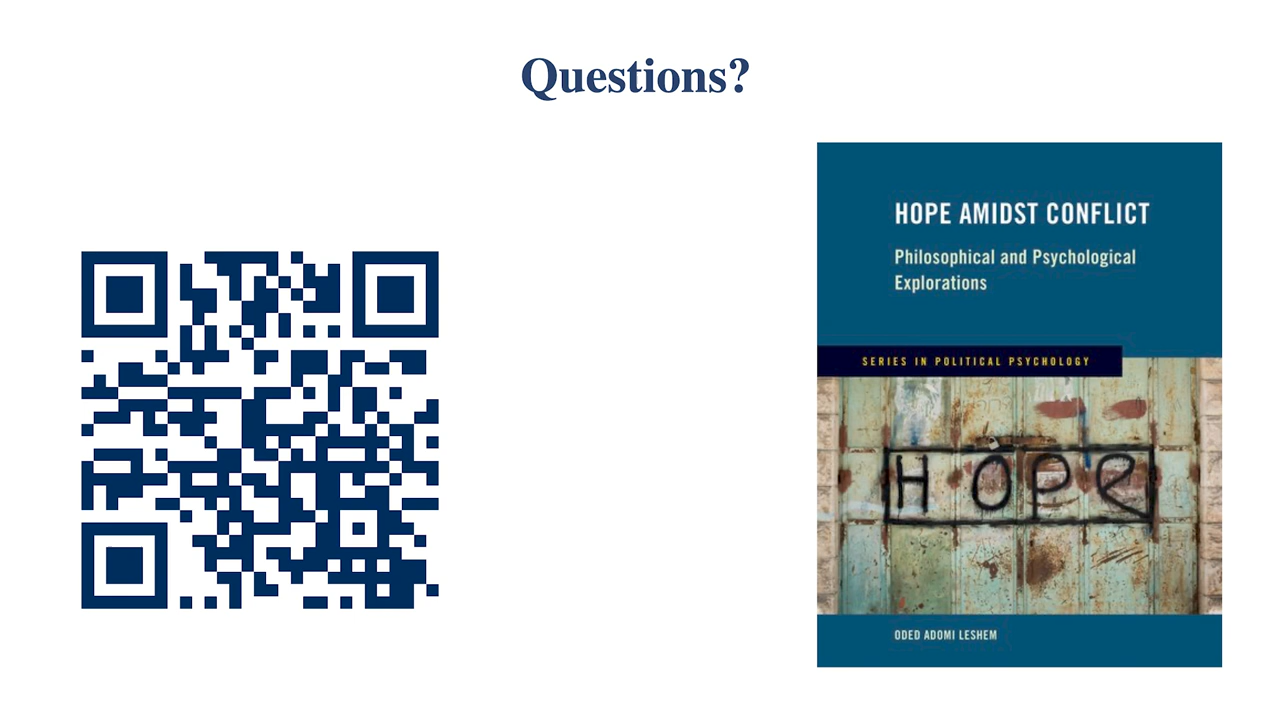 Questions?
HOPE AMIDST CONFLICT
Philosophical and Psychological
Explorations
SERIES IN POLITICAL PSYCHOLOGY
HOPE
ODED ADOMI LESHEM